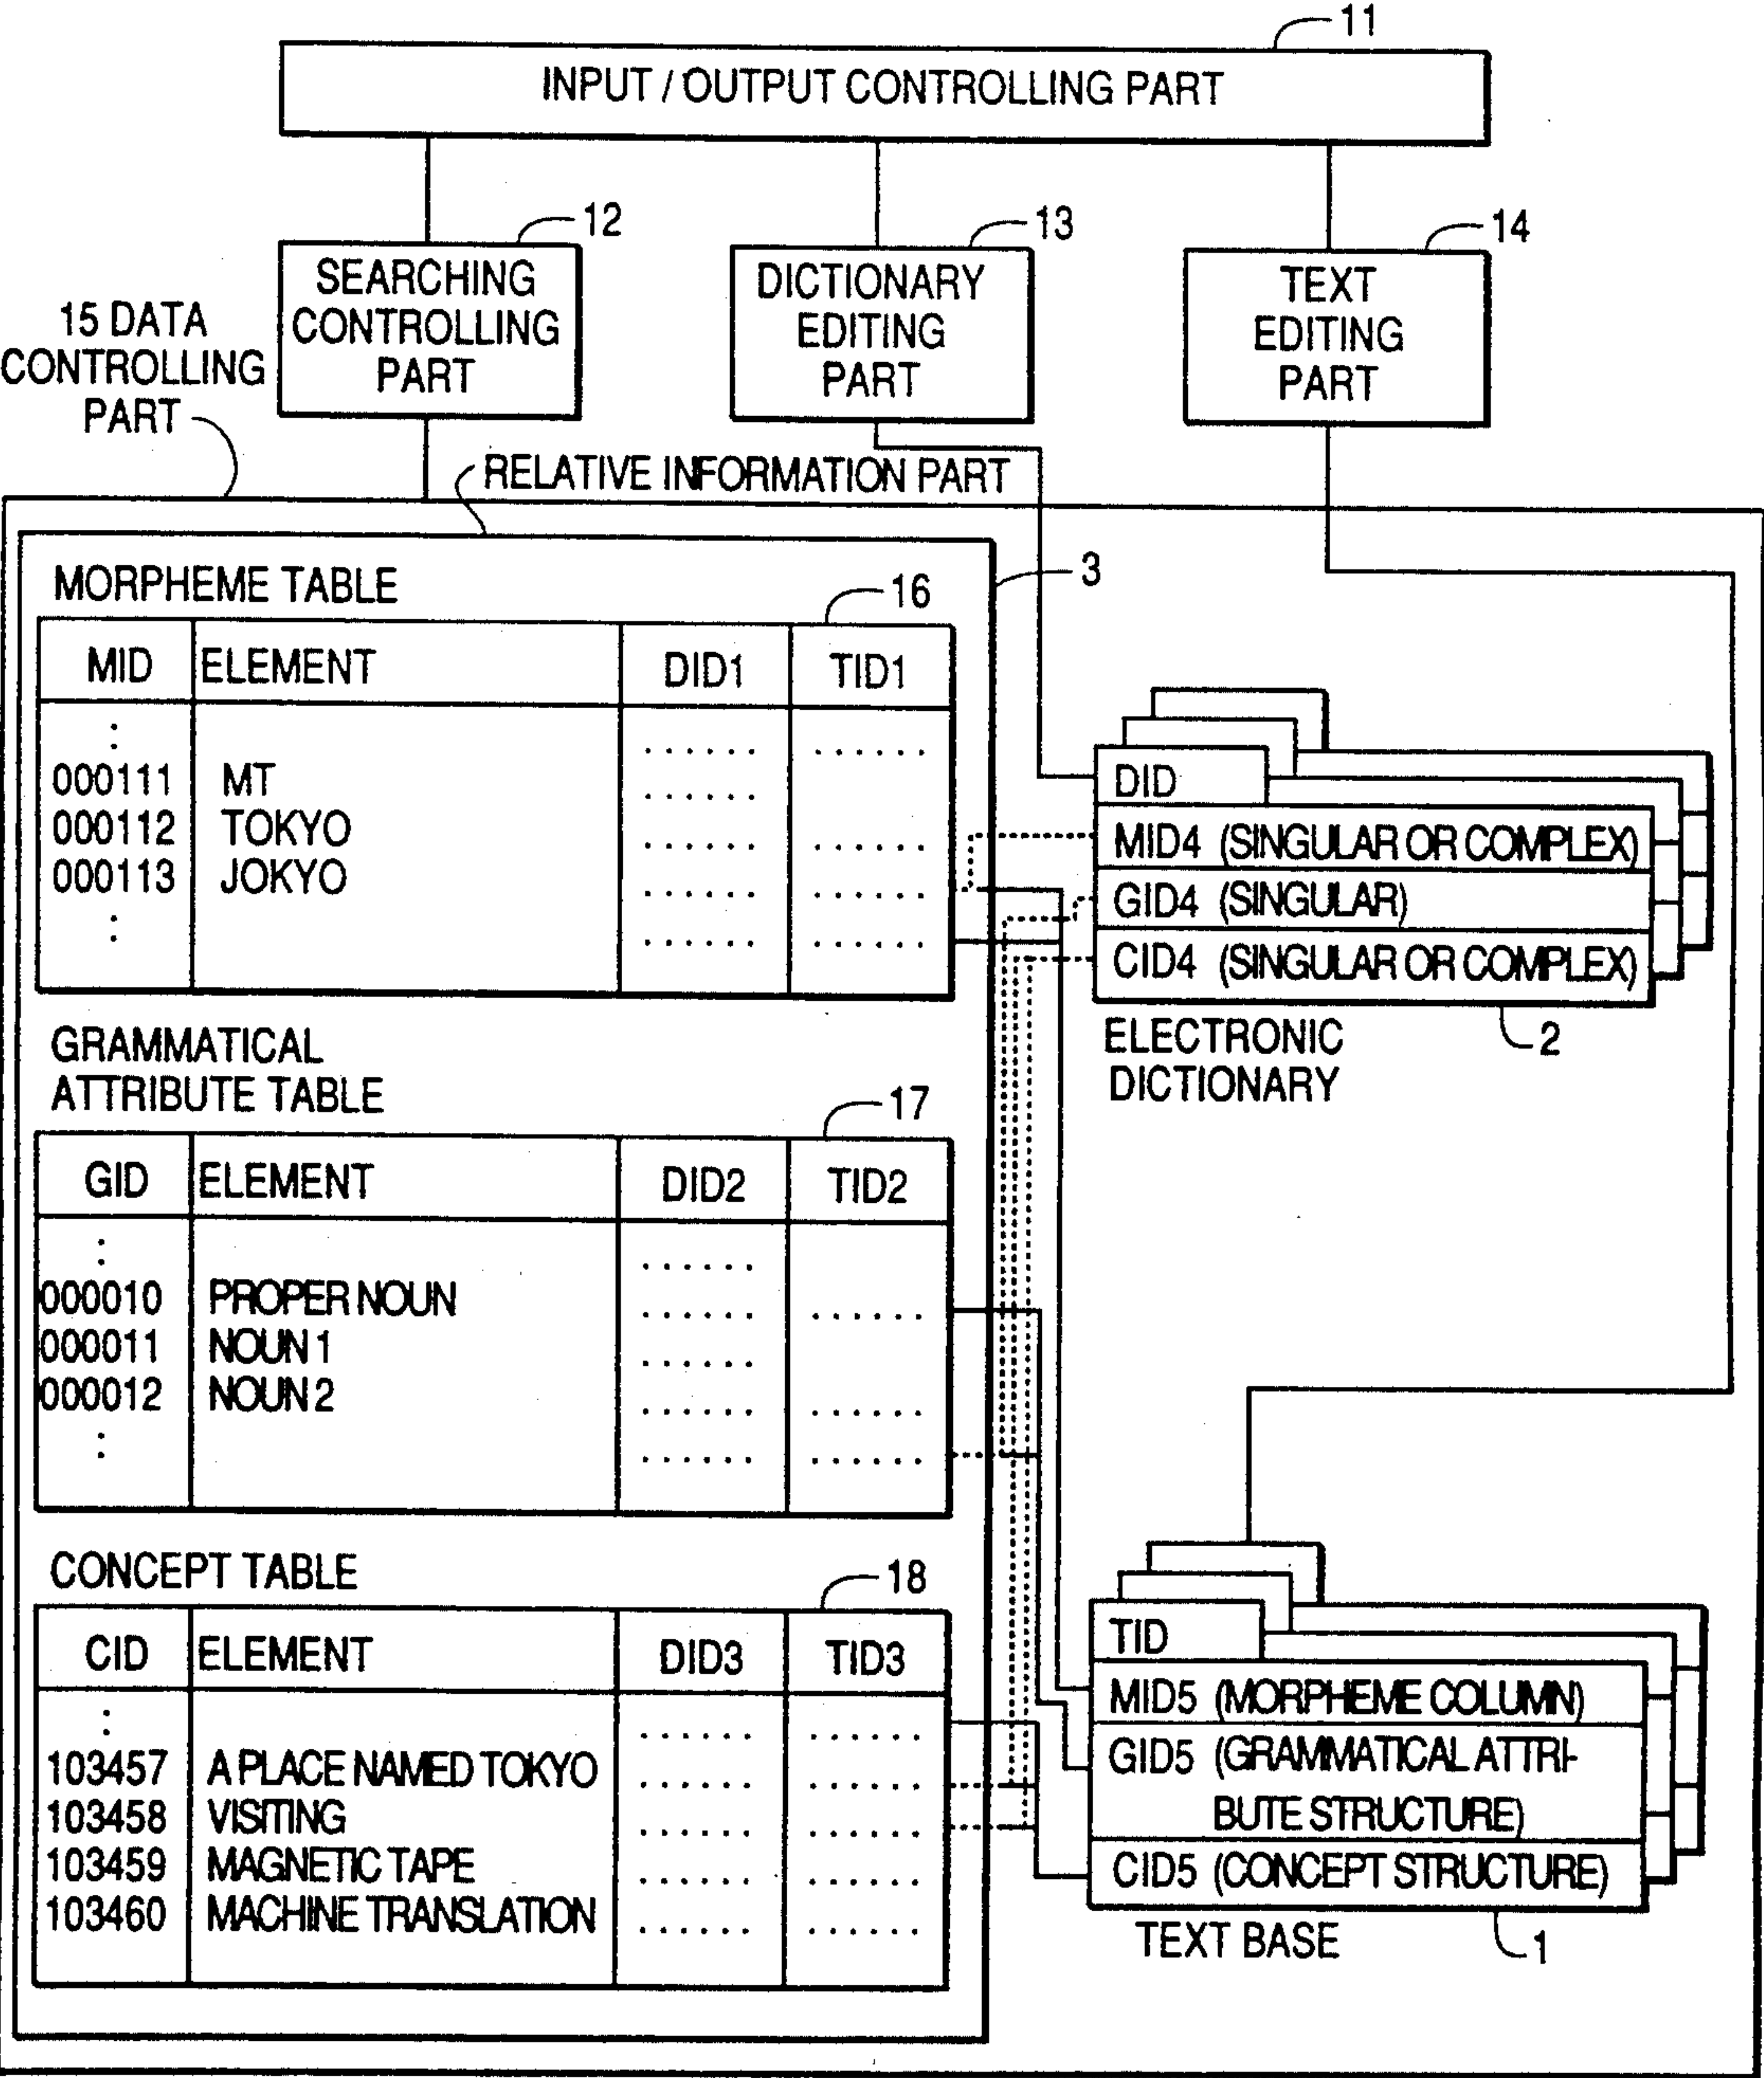 11
INPUT / OUTPUT CONTROLLING PART
12
SEARCHING
CONTROLLING
PART
13
DICTIONARY
EDITING
PART
14
TEXT
EDITING
PART
15 DATA
CONTROLLING
PART
RELATIVE INFORMATION PART
3
MORPHEME TABLE
16
MID ELEMENT DID1 TID1
: ...... ......
000111 MT ......
000112 TOKYO ...... ......
000113 JOKYO ...... ......
: ...... ......
GRAMMATICAL
ATTRIBUTE TABLE
17
GID ELEMENT DID2 TID2
: ......
000010 PROPER NOUN ...... ......
000011 NOUN 1 ......
000012 NOUN 2 ...... ......
: ...... ......
CONCEPT TABLE
18
CID ELEMENT DID3 TID3
: ...... ......
103457 A PLACE NAMED TOKYO ...... ......
103458 VISITING ...... ......
103459 MAGNETIC TAPE ...... ......
103460 MACHINE TRANSLATION ...... ......
DID
MID4 (SINGULAR OR COMPLEX)
GID4 (SINGULAR)
CID4 (SINGULAR OR COMPLEX)
ELECTRONIC
DICTIONARY
2
TID
MID5 (MORPHEME COLUMN)
GID5 (GRAMMATICAL ATTRI-
BUTE STRUCTURE)
CID5 (CONCEPT STRUCTURE)
TEXT BASE
1